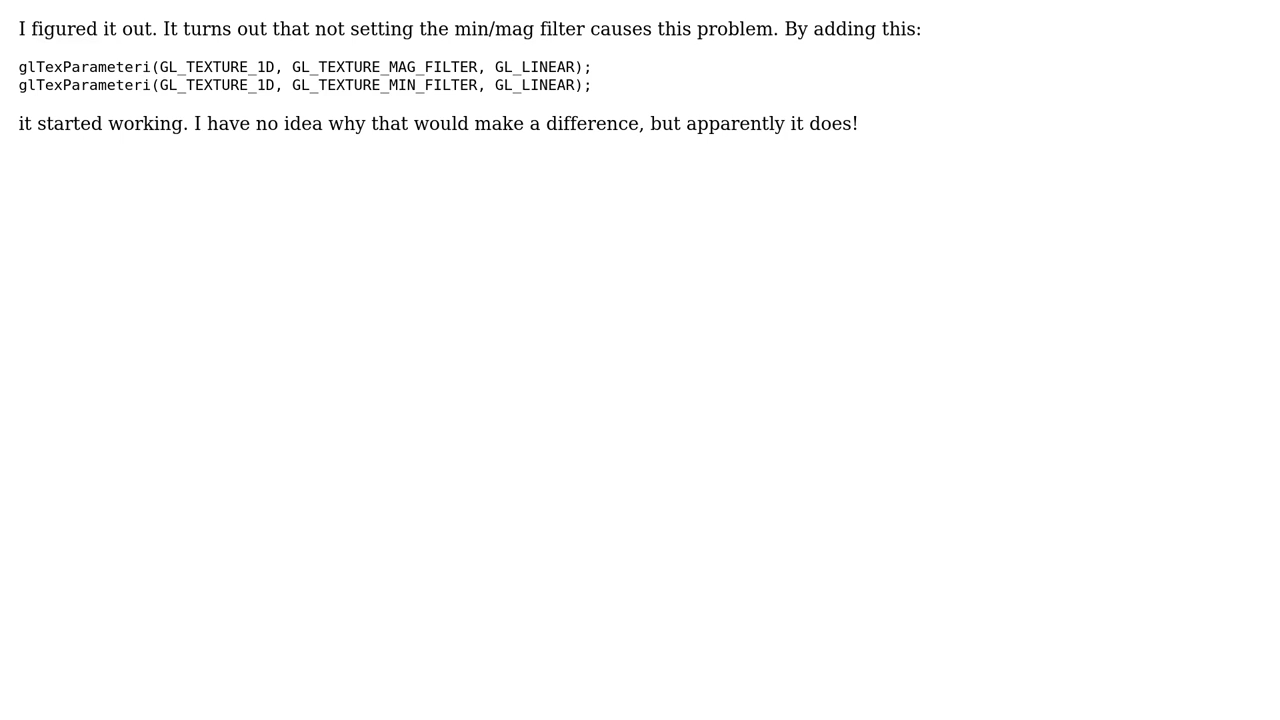 I figured it out. It turns out that not setting the min/mag filter causes this problem. By adding this:
glTexParameteri(GL_TEXTURE_1D, GL_TEXTURE_MAG_FILTER, GL_LINEAR);
glTexParameteri(GL_TEXTURE_1D, GL_TEXTURE_MIN_FILTER, GL_LINEAR);
it started working. I have no idea why that would make a difference, but apparently it does!